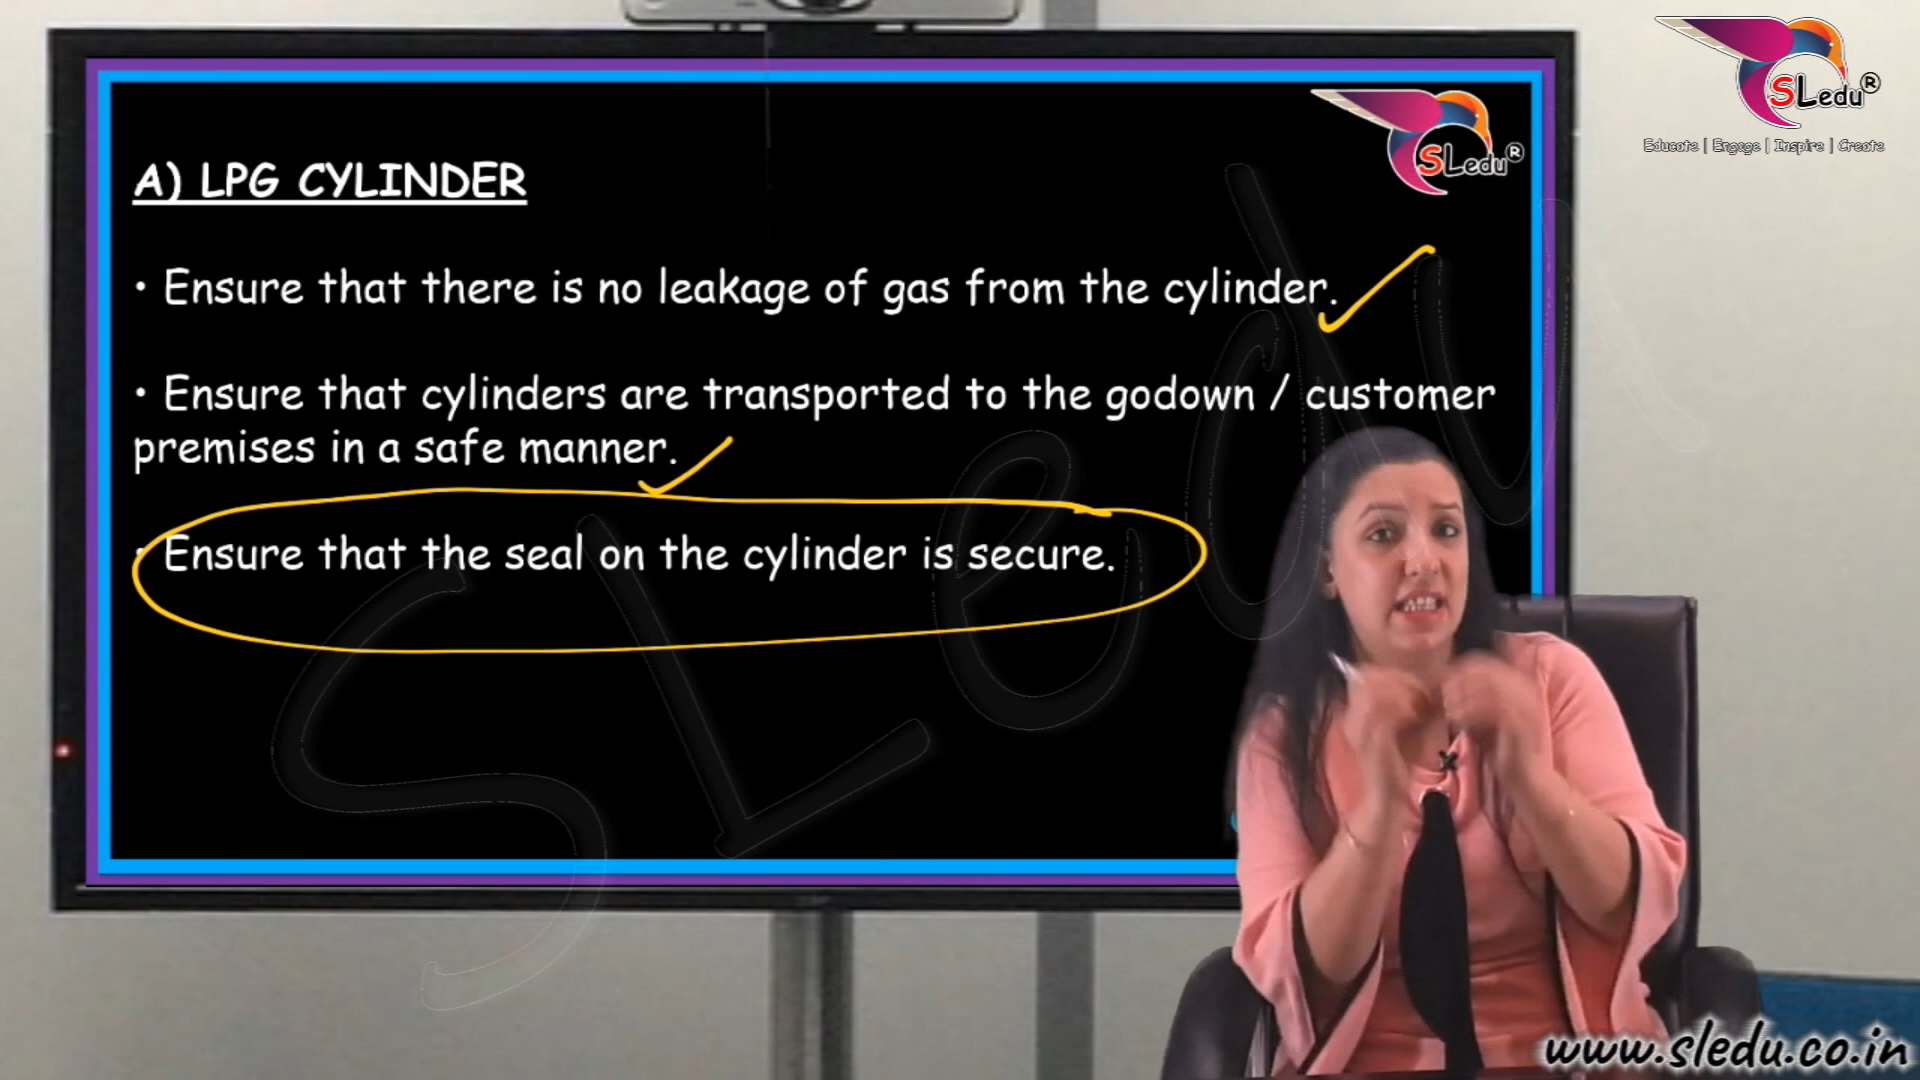 SLedu®
Educate | Engage | Inspire | Create
SLedu®
A) LPG CYLINDER
• Ensure that there is no leakage of gas from the cylinder.
• Ensure that cylinders are transported to the godown / customer
premises in a safe manner.
• Ensure that the seal on the cylinder is secure.
SLedu
www.sledu.co.in